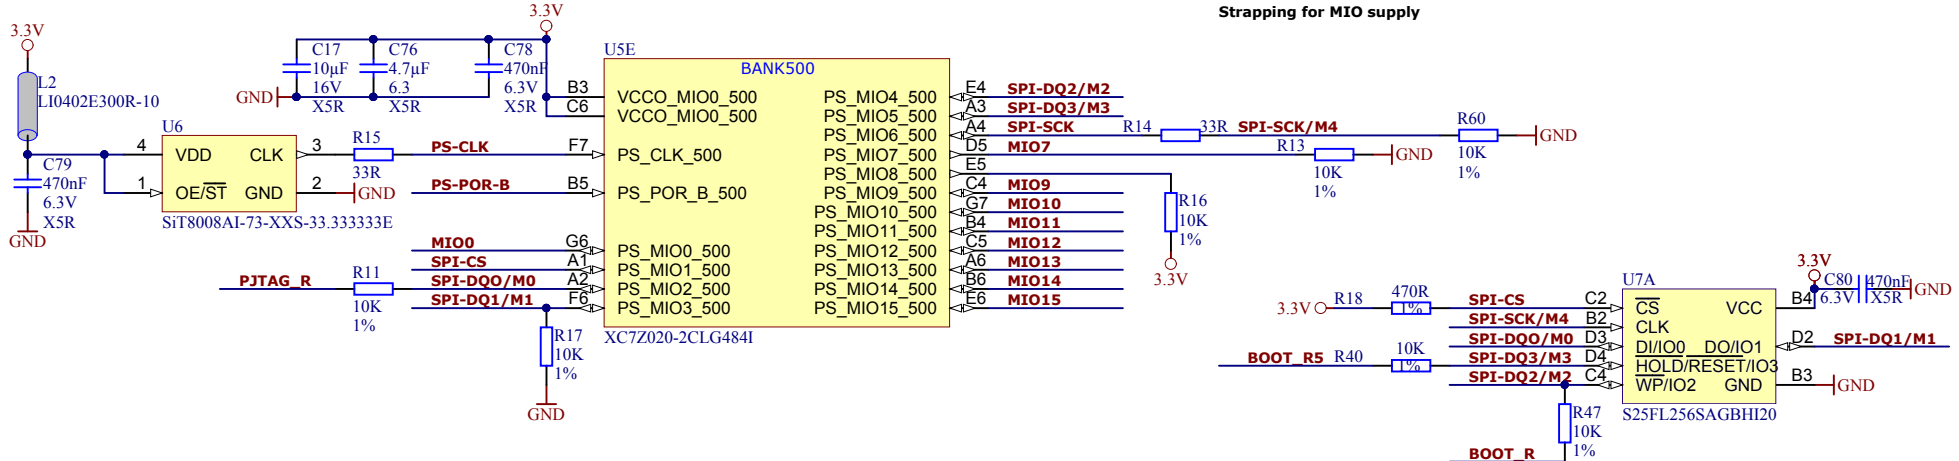 Strapping for MIO supply
3.3V
L2
LI0402E300R-10
C79
470nF
6.3V
X5R
GND
U6
4 VDD CLK 3
1 OE/ST GND 2
SiT8008AI-73-XXS-33.333333E
R15
33R
GND
3.3V
C17
10µF
16V
X5R
C76
4.7µF
6.3
X5R
C78
470nF
6.3V
X5R
GND
U5E
BANK500
B3 VCCO_MIO0_500
C6 VCCO_MIO0_500
PS-CLK F7 PS_CLK_500
PS-POR-B B5 PS_POR_B_500
MIO0 G6 PS_MIO0_500
SPI-CS A1 PS_MIO1_500
PJTAG_R R11 SPI-DQO/M0 A2 PS_MIO2_500
10K
1%
SPI-DQ1/M1 F6 PS_MIO3_500
R17
10K
1%
GND
XC7Z020-2CLG484I
PS_MIO4_500 E4 SPI-DQ2/M2
PS_MIO5_500 A3 SPI-DQ3/M3
PS_MIO6_500 A4 SPI-SCK R14 33R SPI-SCK/M4
R60
10K
1%
GND
PS_MIO7_500 D5 MIO7 R13
10K
1%
GND
PS_MIO8_500 E5
R16
10K
1%
3.3V
PS_MIO9_500 C4 MIO9
PS_MIO10_500 G7 MIO10
PS_MIO11_500 B4 MIO11
PS_MIO12_500 C5 MIO12
PS_MIO13_500 A6 MIO13
PS_MIO14_500 B6 MIO14
PS_MIO15_500 E6 MIO15
U7A
3.3V
C80 470nF
6.3V X5R
GND
3.3V R18 470R 1% SPI-CS C2 CS VCC B4
SPI-SCK/M4 B2 CLK
SPI-DQO/M0 D3 DI/IO0 DO/IO1 D2 SPI-DQ1/M1
BOOT_R5 R40 10K 1% SPI-DQ3/M3 D4 HOLD/RESET/IO3
SPI-DQ2/M2 C4 WP/IO2 GND B3 GND
S25FL256SAGBHI20
R47
10K
1%
BOOT_R